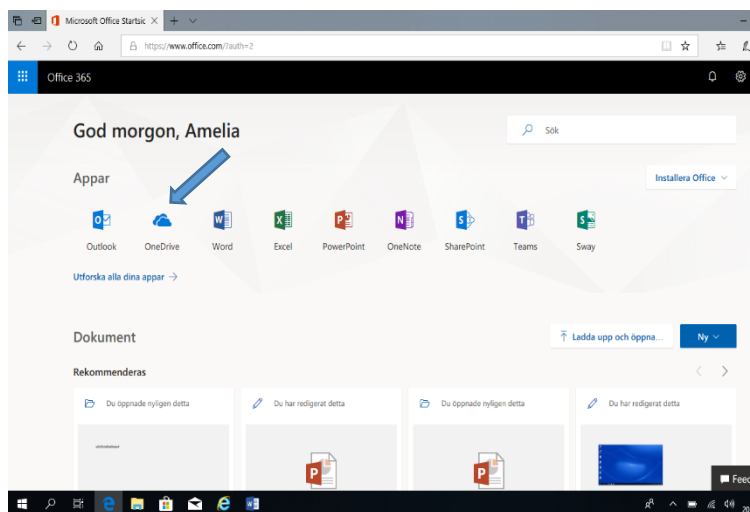 Microsoft Office Startsic
https://www.office.com/?auth=2
Office 365
God morgon, Amelia
Sök
Appar
Installera Office
Outlook OneDrive Word Excel PowerPoint OneNote SharePoint Teams Sway
Utforska alla dina appar →
Dokument
Ladda upp och öppna...
Ny
Rekommenderas
Du öppnade nyligen detta
Du har redigerat detta
Du öppnade nyligen detta
Du har redigerat detta
Feed